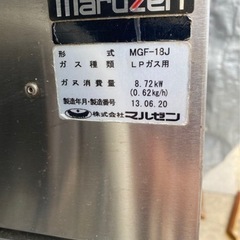 maruzen
形式 MGF-18J
ガス種類 LPガス用
ガス消費量 8.72kW
(0.62kg/h)
製造年月・製造番号 13.06.20
株式会社マルゼン